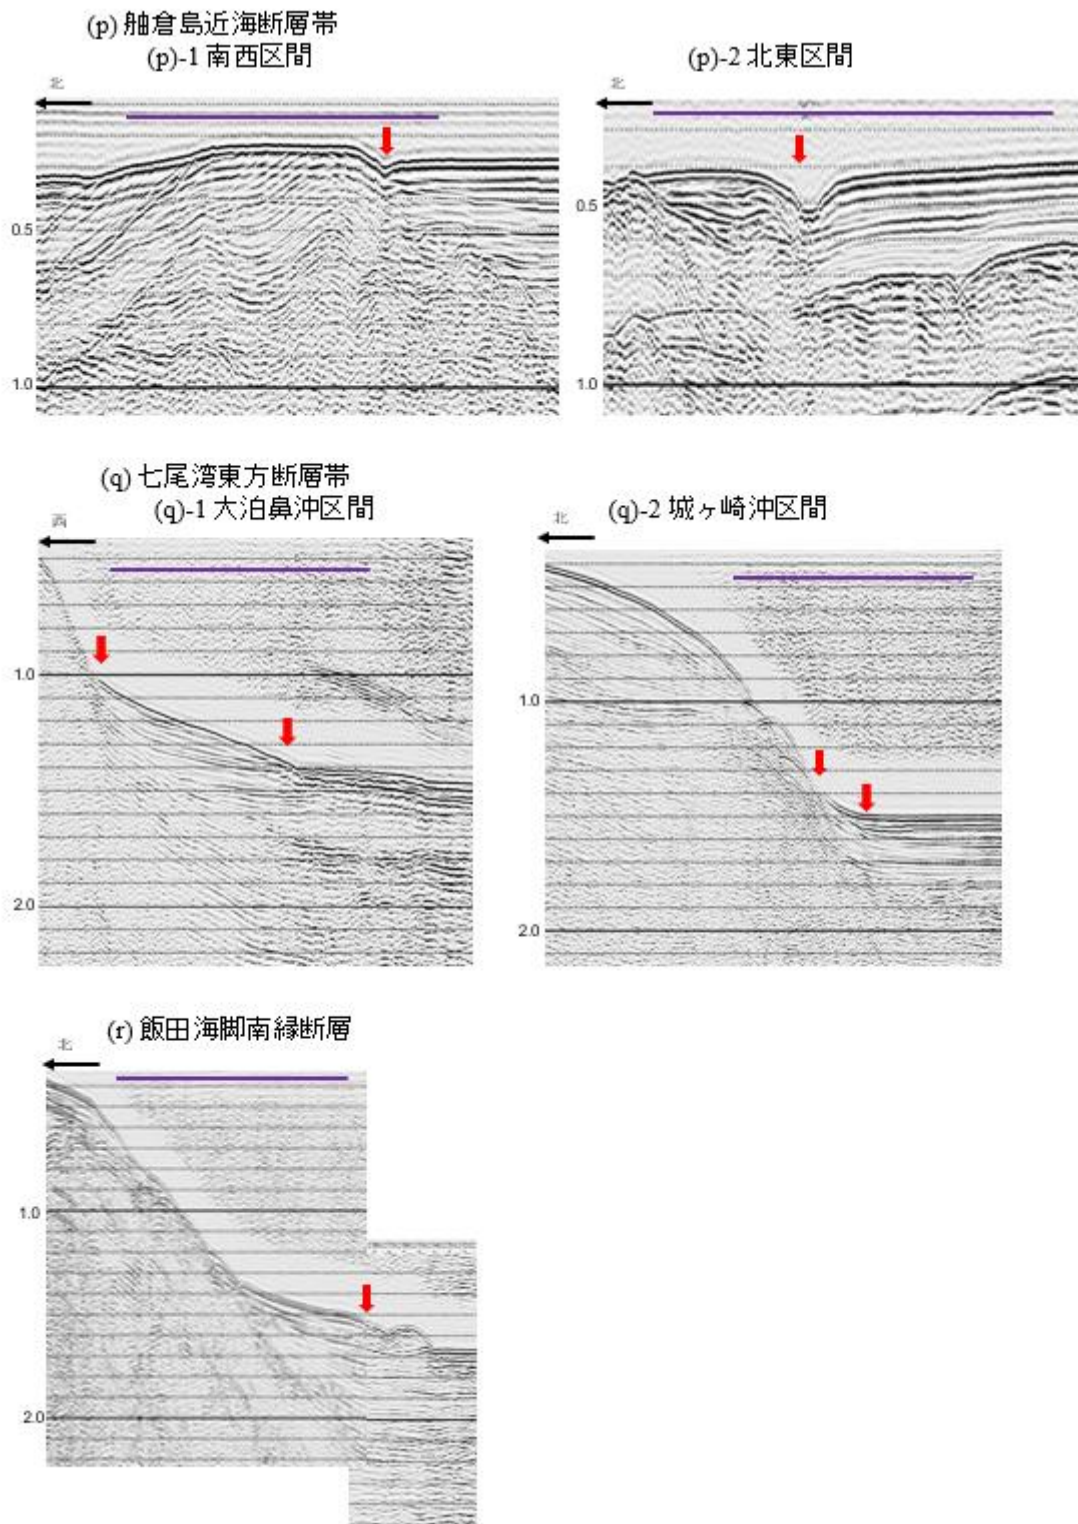 (p) 舳倉島近海断層帯
(p)-1 南西区間
(p)-2 北東区間
北
北
0.5
1.0
0.5
1.0
(q) 七尾湾東方断層帯
(q)-1 大泊鼻沖区間
(q)-2 城ヶ崎沖区間
西
北
1.0
2.0
1.0
2.0
(r) 飯田海脚南縁断層
北
1.0
2.0